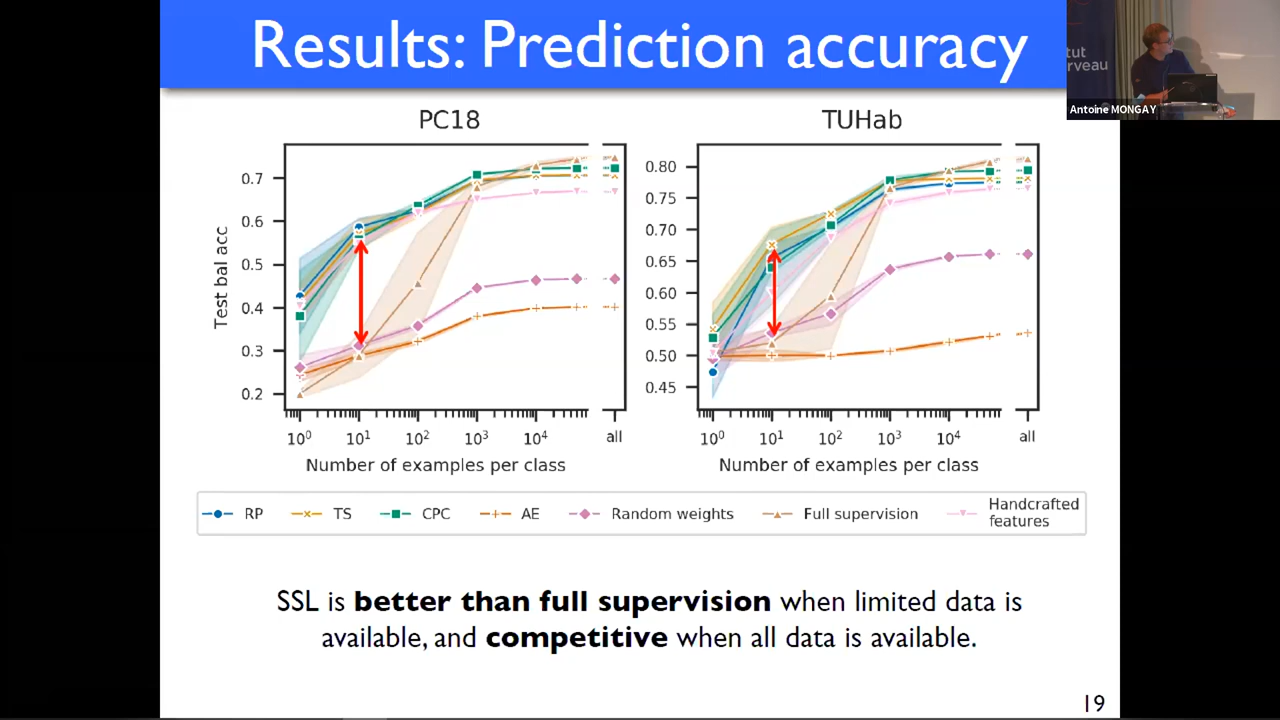 Results: Prediction accuracy
tut
rveau
Antoine MONGAY
PC18
TUHab
Test bal acc
0.7
0.6
0.5
0.4
0.3
0.2
10⁰ 10¹ 10² 10³ 10⁴ all
Number of examples per class
0.80
0.75
0.70
0.65
0.60
0.55
0.50
0.45
10⁰ 10¹ 10² 10³ 10⁴ all
Number of examples per class
RP TS CPC AE Random weights Full supervision Handcrafted
features
SSL is better than full supervision when limited data is
available, and competitive when all data is available.
19